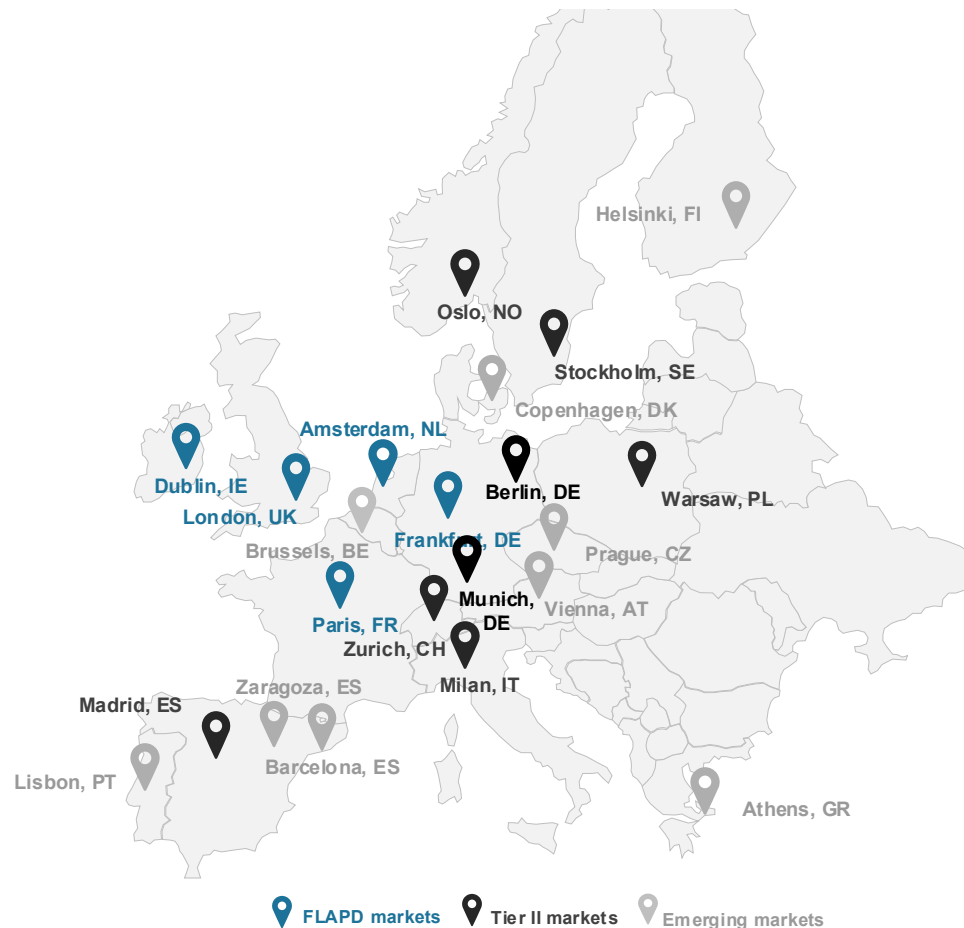 Helsinki, FI
Oslo, NO
Stockholm, SE
Copenhagen, DK
Amsterdam, NL
Dublin, IE
London, UK
Berlin, DE
Warsaw, PL
Frankfurt, DE
Brussels, BE
Prague, CZ
Munich,
DE
Vienna, AT
Paris, FR
Zurich, CH
Milan, IT
Zaragoza, ES
Madrid, ES
Barcelona, ES
Lisbon, PT
Athens, GR
FLAPD markets
Tier II markets
Emerging markets